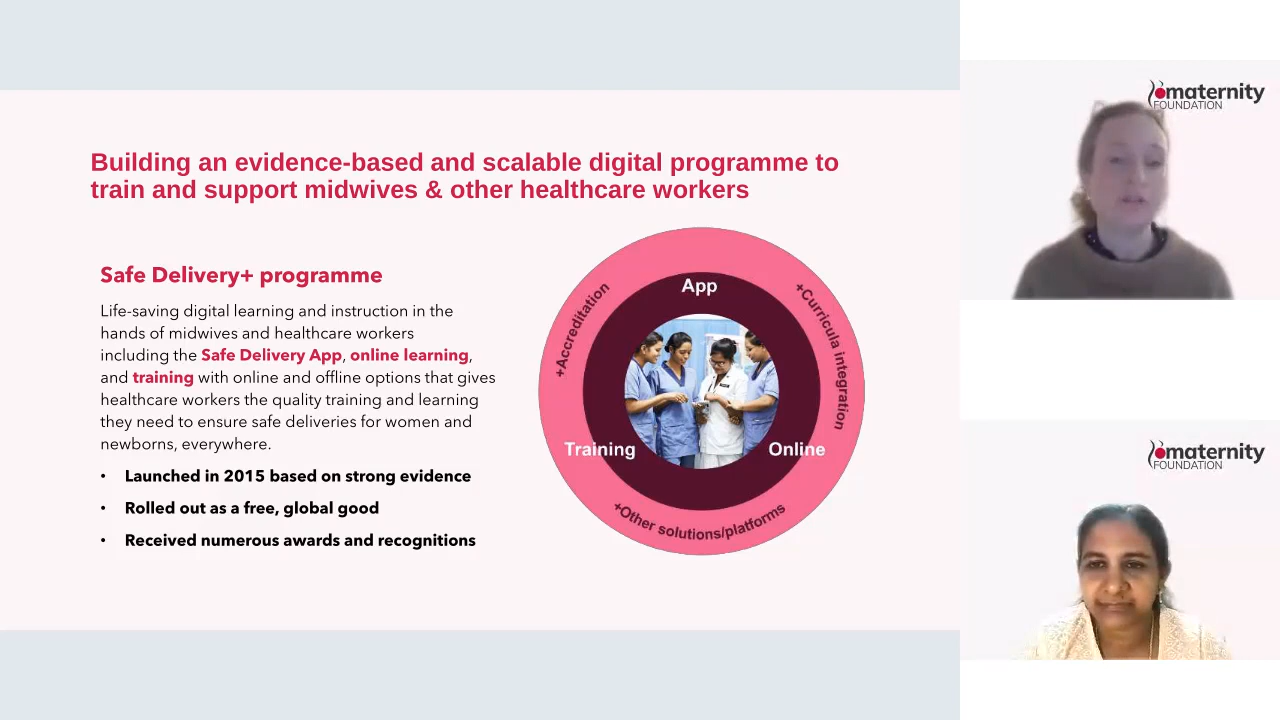 Building an evidence-based and scalable digital programme to
train and support midwives & other healthcare workers
Safe Delivery+ programme
Life-saving digital learning and instruction in the
hands of midwives and healthcare workers
including the Safe Delivery App, online learning,
and training with online and offline options that gives
healthcare workers the quality training and learning
they need to ensure safe deliveries for women and
newborns, everywhere.
• Launched in 2015 based on strong evidence
• Rolled out as a free, global good
• Received numerous awards and recognitions
App
+Accreditation
+Curricula integration
Training
Online
+Other solutions/platforms
maternity
FOUNDATION
maternity
FOUNDATION